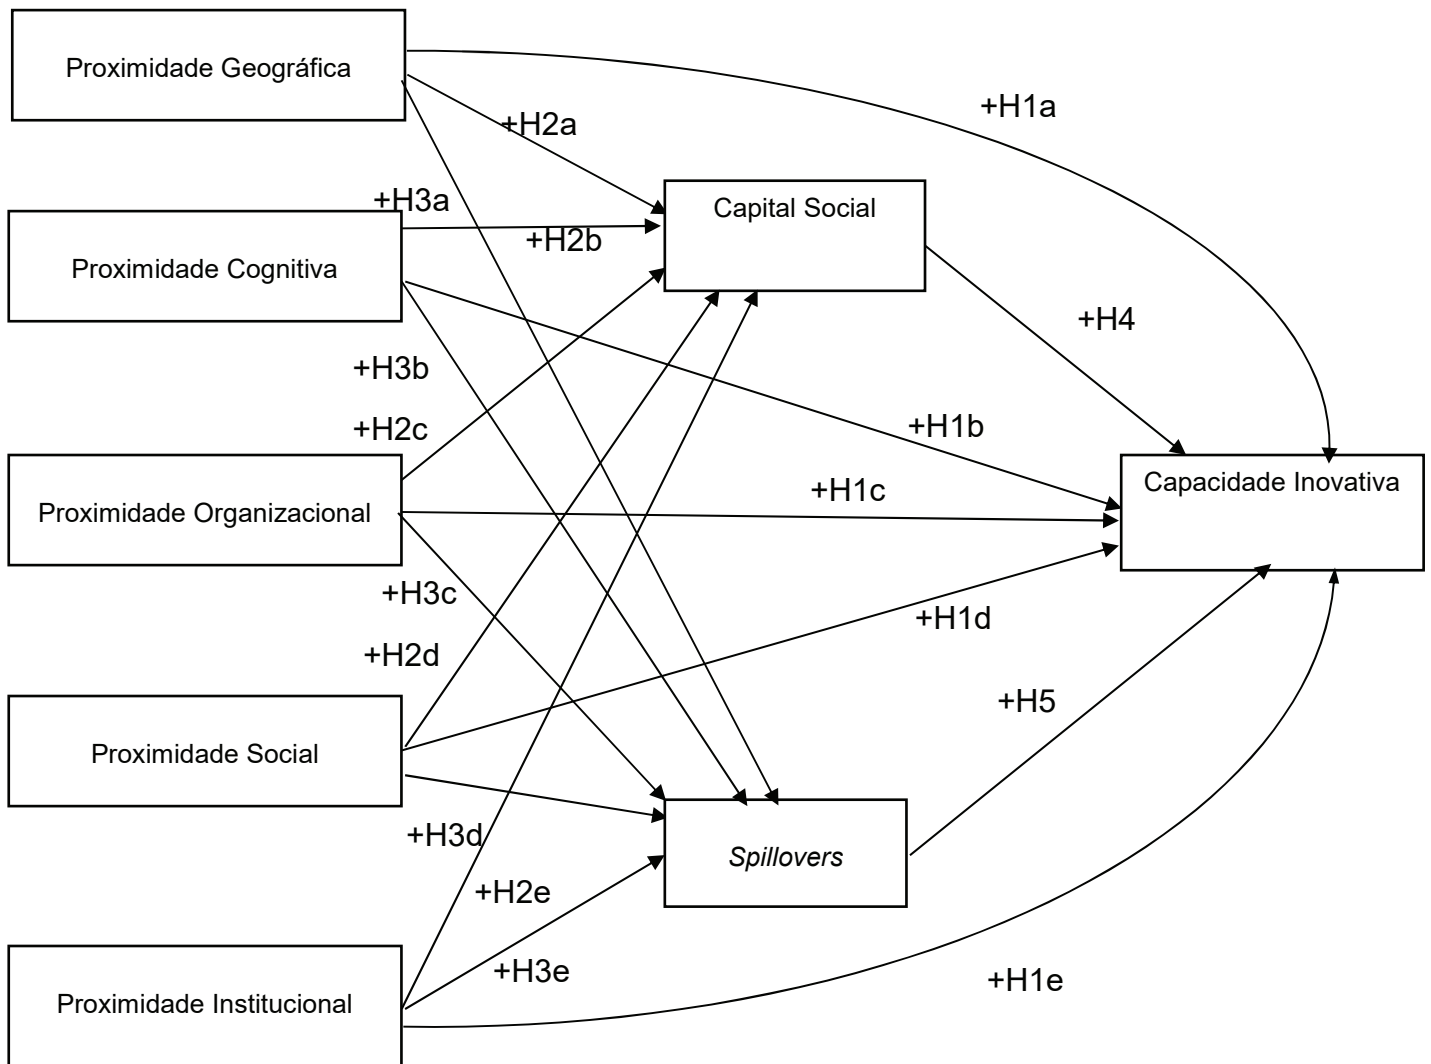 Proximidade Geográfica
+H1a
+H2a
+H3a
Capital Social
+H2b
Proximidade Cognitiva
+H4
+H3b
+H2c
+H1b
Capacidade Inovativa
+H1c
Proximidade Organizacional
+H3c
+H1d
+H2d
+H5
Proximidade Social
+H3d
Spillovers
+H2e
+H3e
+H1e
Proximidade Institucional